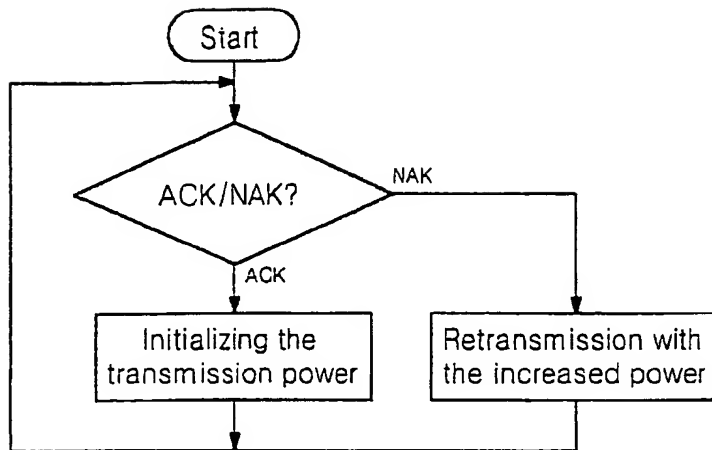 Start
ACK/NAK?
NAK
ACK
Initializing the
transmission power
Retransmission with
the increased power